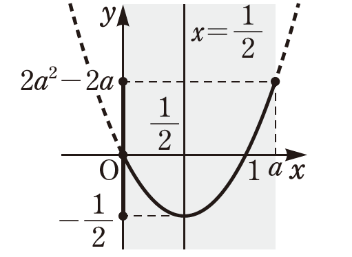 y
x = 1/2
2a² − 2a
1/2
O
1 a x
− 1/2